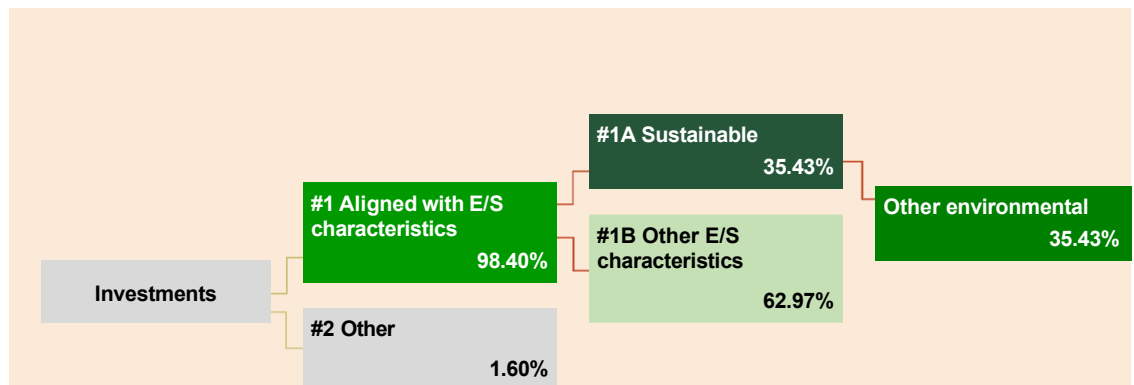 #1A Sustainable
35.43%
#1 Aligned with E/S
characteristics
98.40%
Other environmental
35.43%
#1B Other E/S
characteristics
62.97%
Investments
#2 Other
1.60%